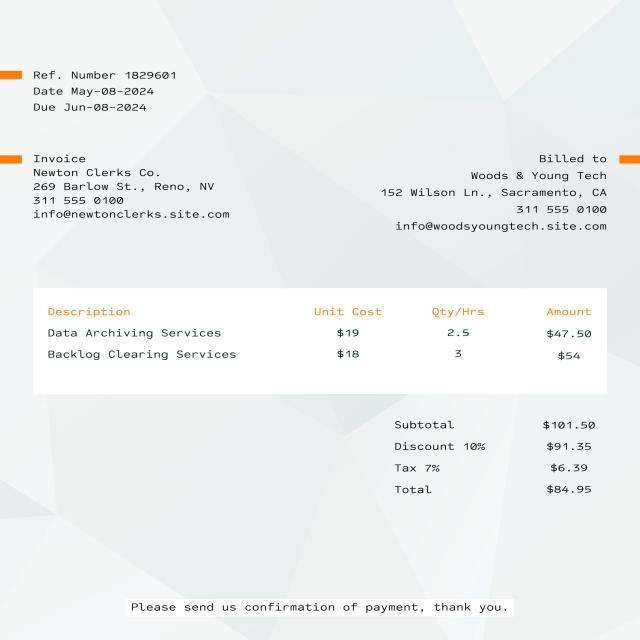 Ref. Number 1829601
Date May-08-2024
Due Jun-08-2024
Invoice
Newton Clerks Co.
269 Barlow St., Reno, NV
311 555 0100
info@newtonclerks.site.com
Billed to
Woods & Young Tech
152 Wilson Ln., Sacramento, CA
311 555 0100
info@woodsyoungtech.site.com
Description Unit Cost Qty/Hrs Amount
Data Archiving Services $19 2.5 $47.50
Backlog Clearing Services $18 3 $54
Subtotal $101.50
Discount 10% $91.35
Tax 7% $6.39
Total $84.95
Please send us confirmation of payment, thank you.